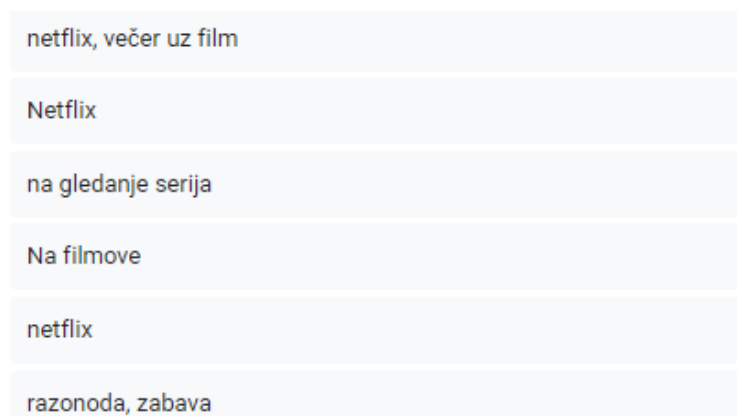 netflix, večer uz film
Netflix
na gledanje serija
Na filmove
netflix
razonoda, zabava